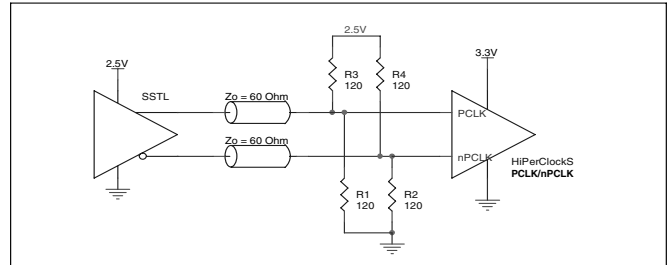 2.5V
2.5V
3.3V
SSTL
R3
120
R4
120
Zo = 60 Ohm
PCLK
Zo = 60 Ohm
nPCLK
HiPerClockS
PCLK/nPCLK
R1
120
R2
120